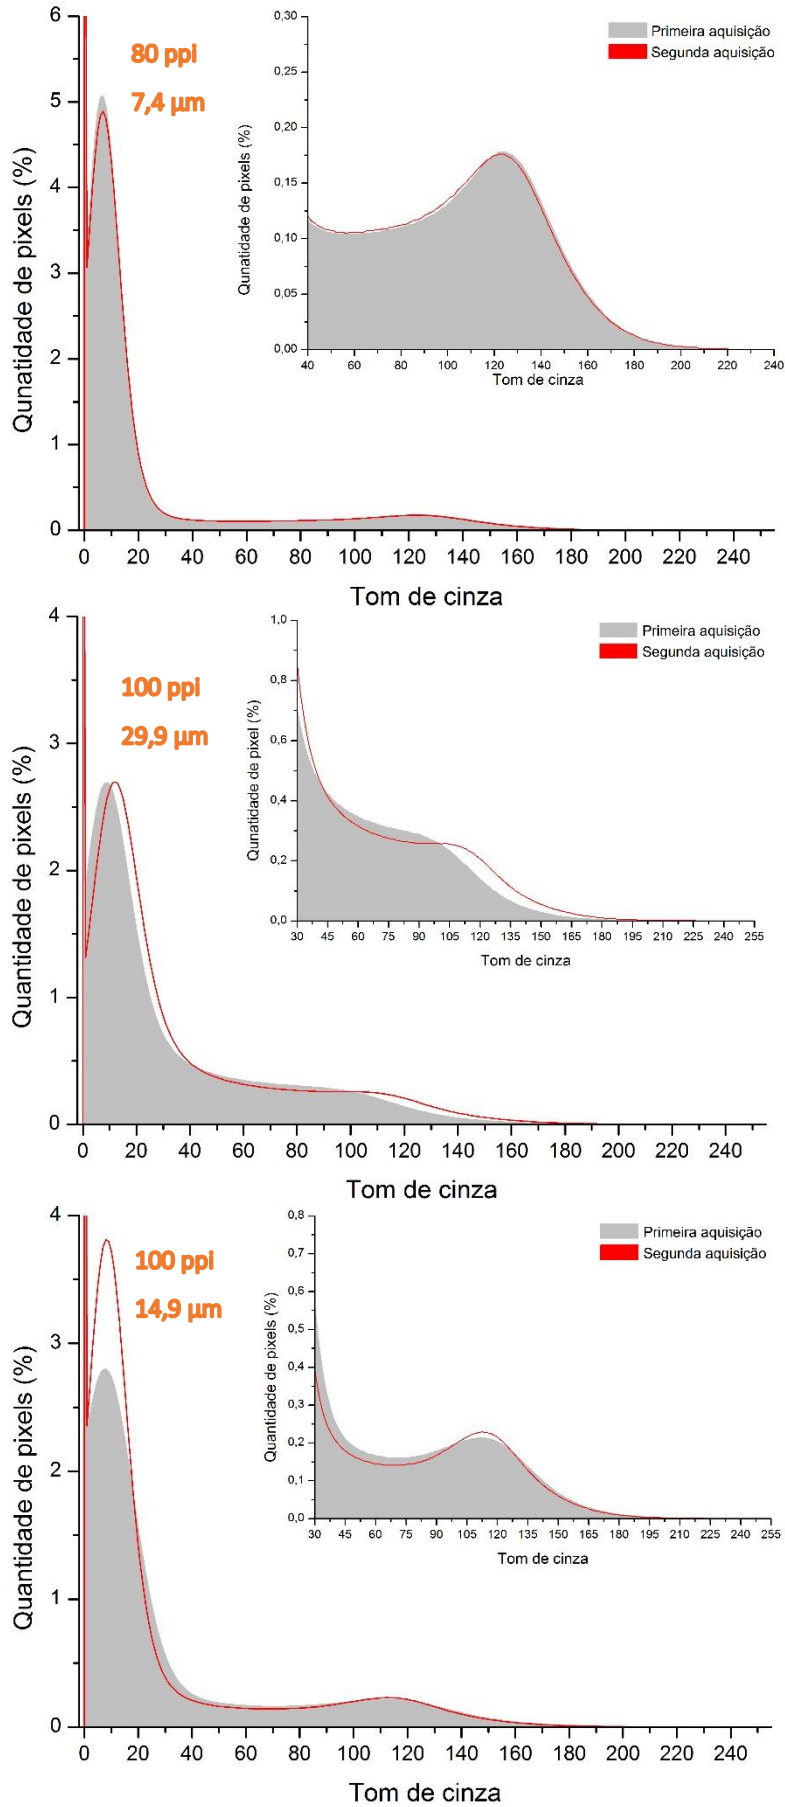 6
5
4
3
2
1
0
Qunatidade de pixels (%)
80 ppi
7,4 µm
0,30
0,25
0,20
0,15
0,10
0,05
0,00
Qunatidade de pixels (%)
Primeira aquisição
Segunda aquisição
40 60 80 100 120 140 160 180 200 220 240
Tom de cinza
0 20 40 60 80 100 120 140 160 180 200 220 240
Tom de cinza
4
3
2
1
0
Quantidade de pixels (%)
100 ppi
29,9 µm
1,0
0,8
0,6
0,4
0,2
0,0
Qunatidade de pixel (%)
Primeira aquisição
Segunda aquisição
30 45 60 75 90 105 120 135 150 165 180 195 210 225 240 255
Tom de cinza
0 20 40 60 80 100 120 140 160 180 200 220 240
Tom de cinza
4
3
2
1
0
Quantidade de pixels (%)
100 ppi
14,9 µm
0,8
0,7
0,6
0,5
0,4
0,3
0,2
0,1
0,0
Quantidade de pixels (%)
Primeira aquisição
Segunda aquisição
30 45 60 75 90 105 120 135 150 165 180 195 210 225 240 255
Tom de cinza
0 20 40 60 80 100 120 140 160 180 200 220 240
Tom de cinza